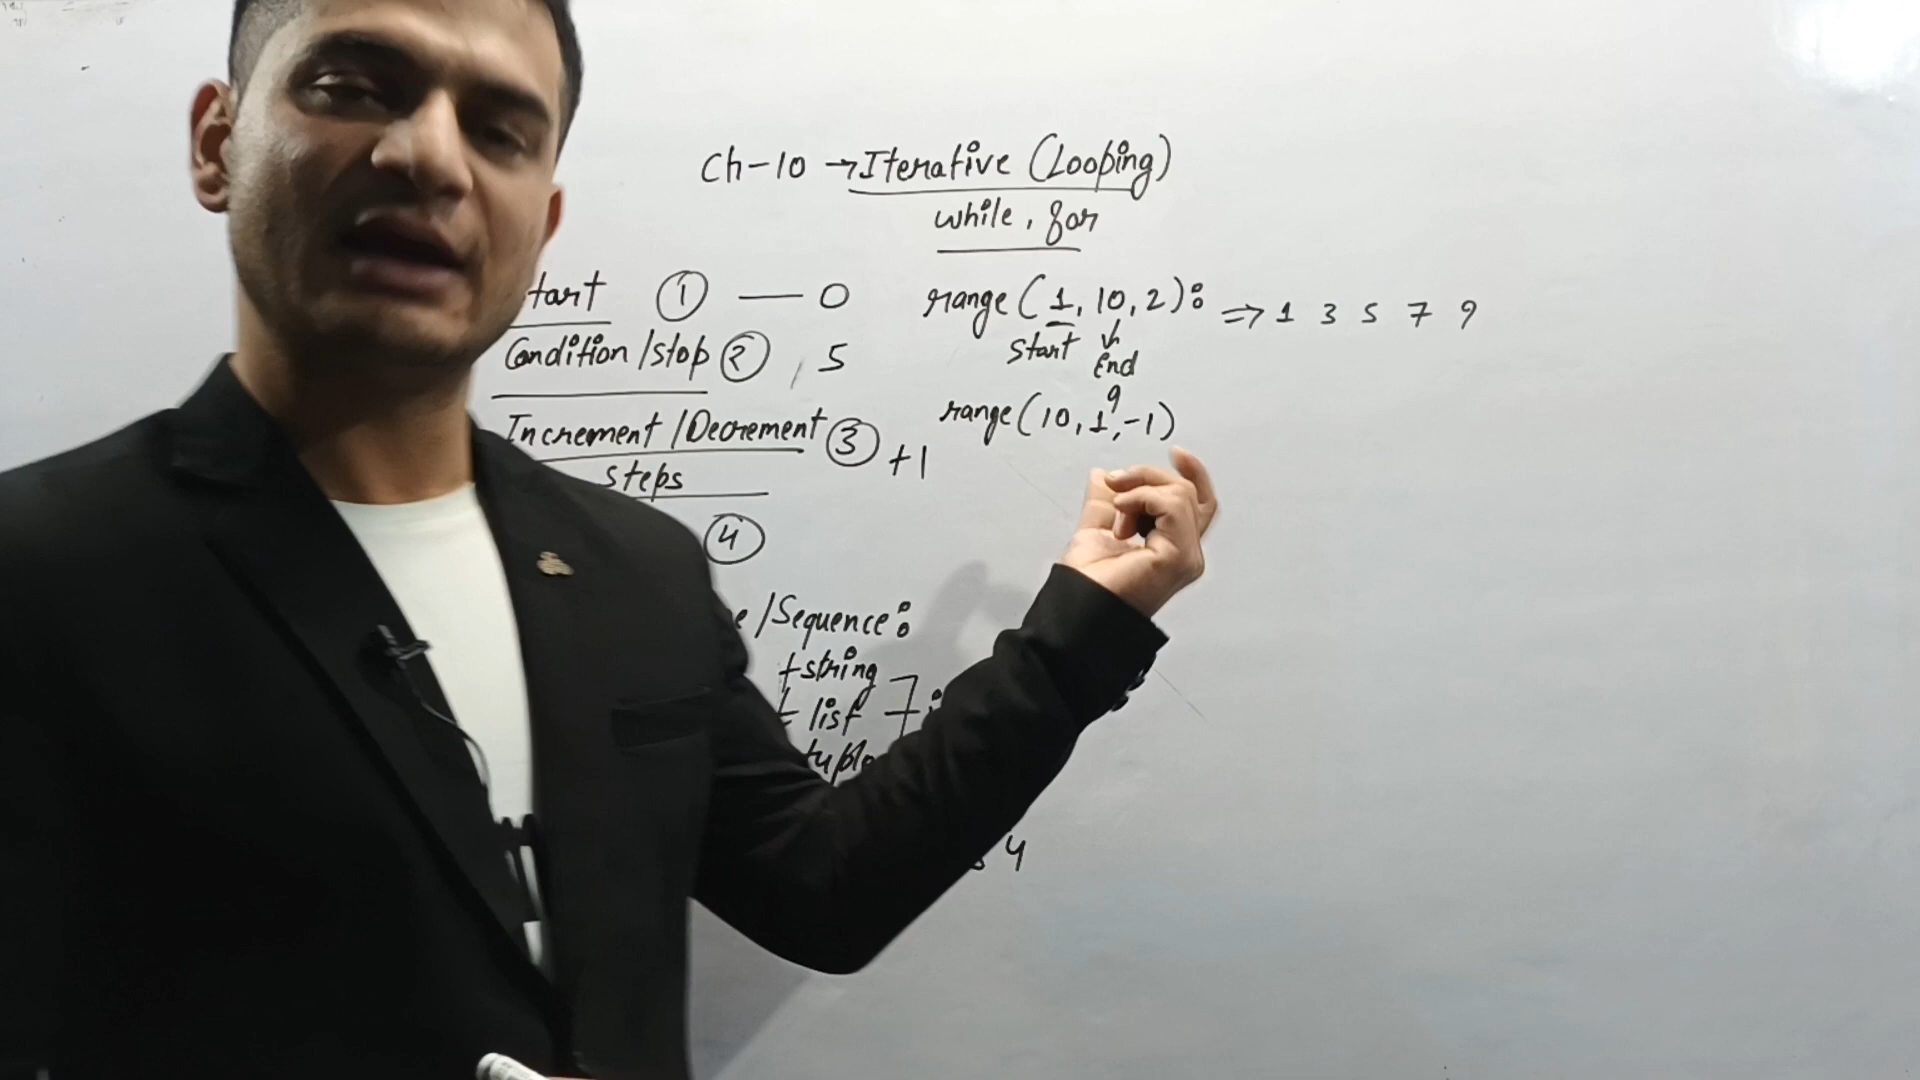 Ch-10 → Iterative (Looping)
while, for
tart ① — 0
Condition/stop ② , 5
Increment/Decrement ③ +1
steps
④
range(1, 10, 2): ⇒ 1 3 5 7 9
start End
9
range(10, 1, -1)
e/Sequence:
string
list
tuple
4